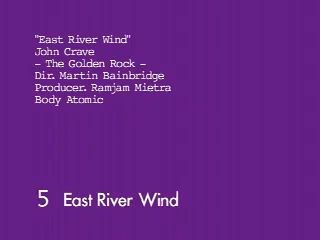 "East River Wind"
John Crave
- The Golden Rock -
Dir. Martin Bainbridge
Producer. Ramjam Mietra
Body Atomic
5 East River Wind